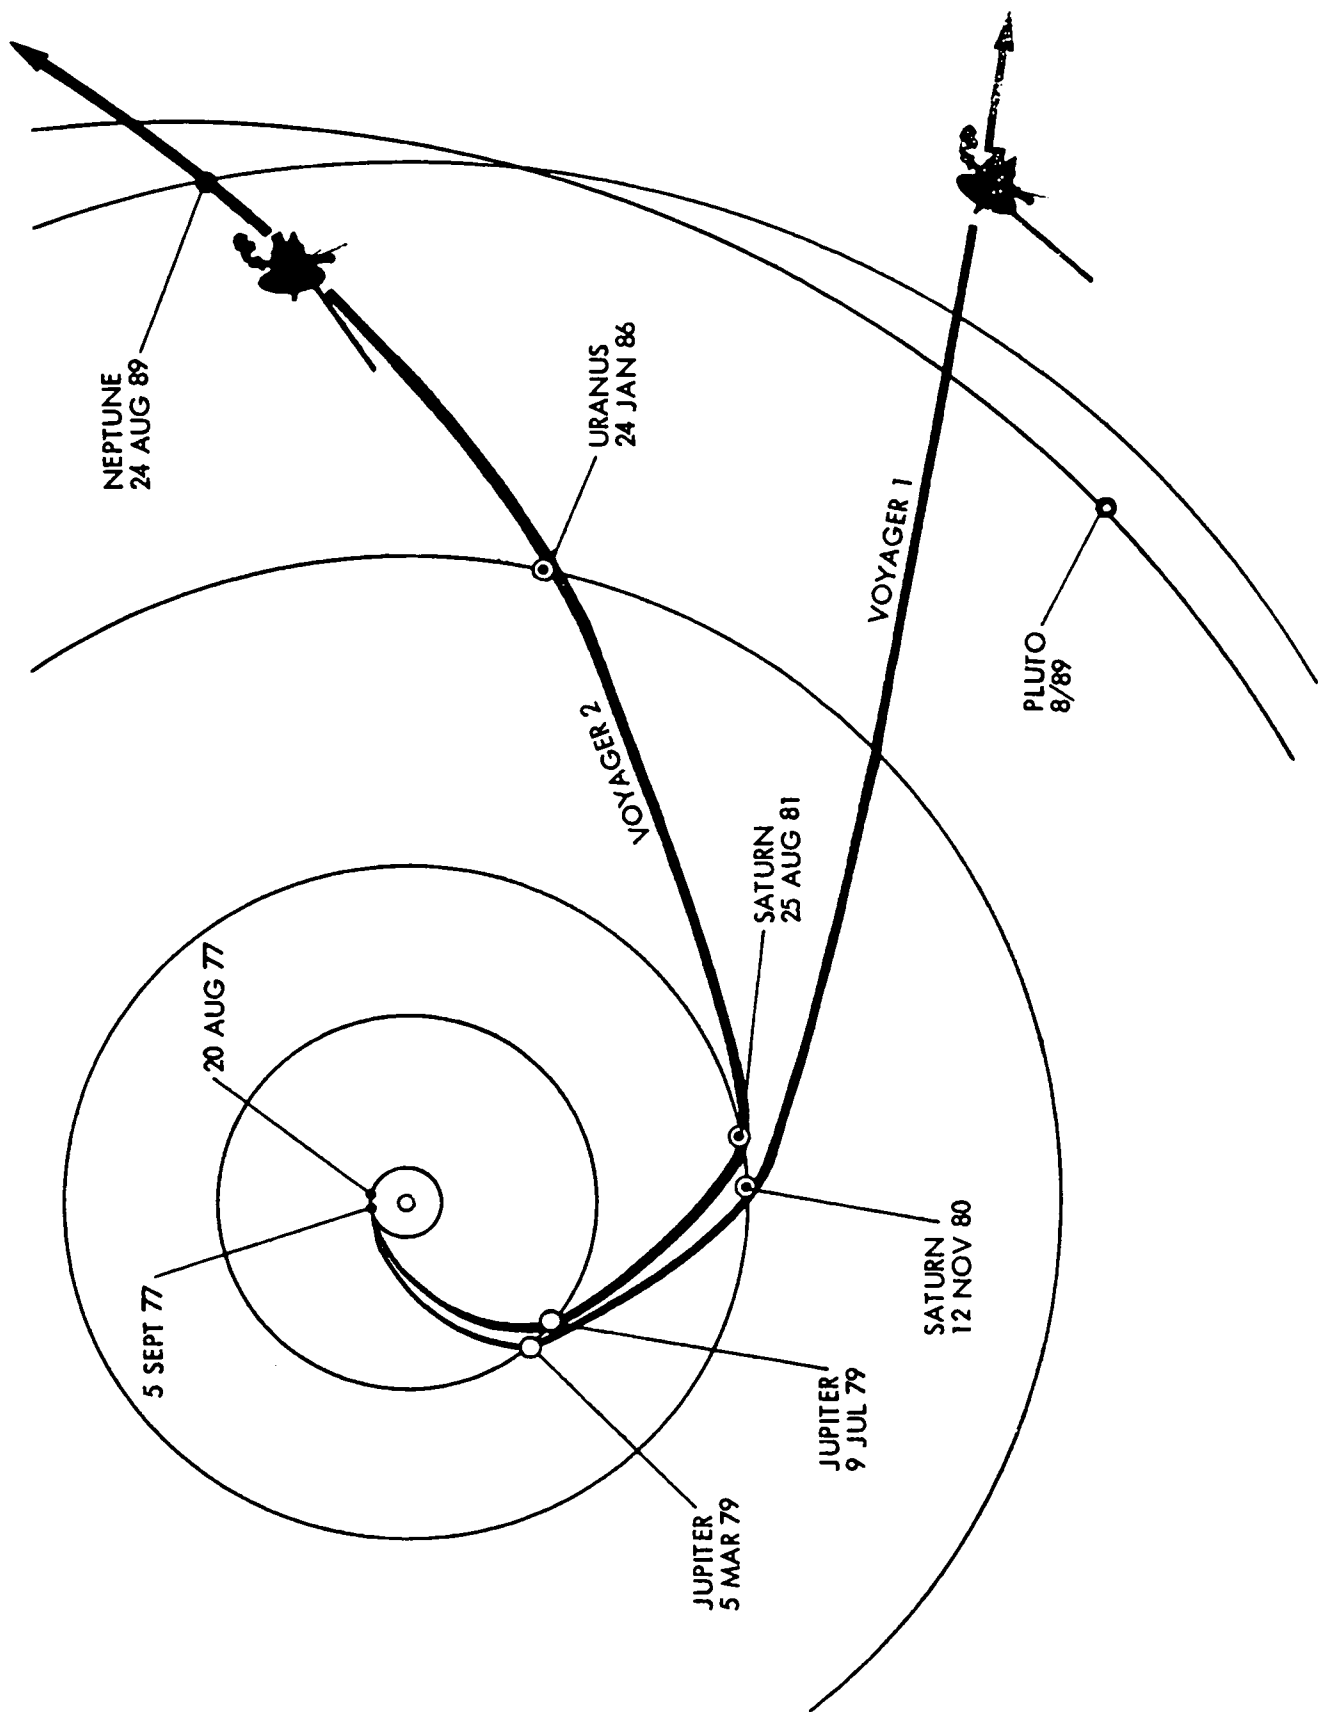 5 SEPT 77
20 AUG 77
NEPTUNE
24 AUG 89
URANUS
24 JAN 86
VOYAGER 2
JUPITER
5 MAR 79
JUPITER
9 JUL 79
SATURN
12 NOV 80
SATURN
25 AUG 81
VOYAGER 1
PLUTO
8/89